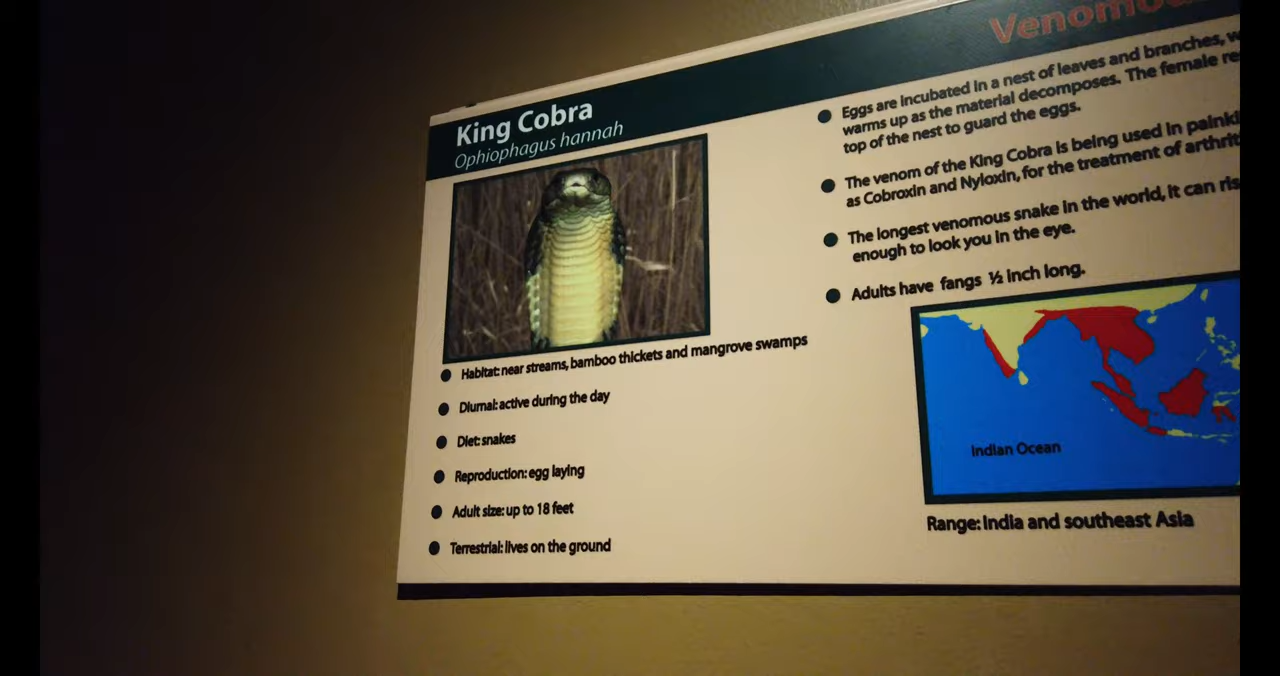 King Cobra
Ophiophagus hannah
Habitat: near streams, bamboo thickets and mangrove swamps
Diurnal: active during the day
Diet: snakes
Reproduction: egg laying
Adult size: up to 18 feet
Terrestrial: lives on the ground
Eggs are incubated in a nest of leaves and branches,
warms up as the material decomposes. The female
top of the nest to guard the eggs.
The venom of the King Cobra is being used in
as Cobroxin and Nyloxin, for the treatment of
The longest venomous snake in the world, it can
enough to look you in the eye.
Adults have fangs ½ inch long.
Indian Ocean
Range: India and southeast Asia